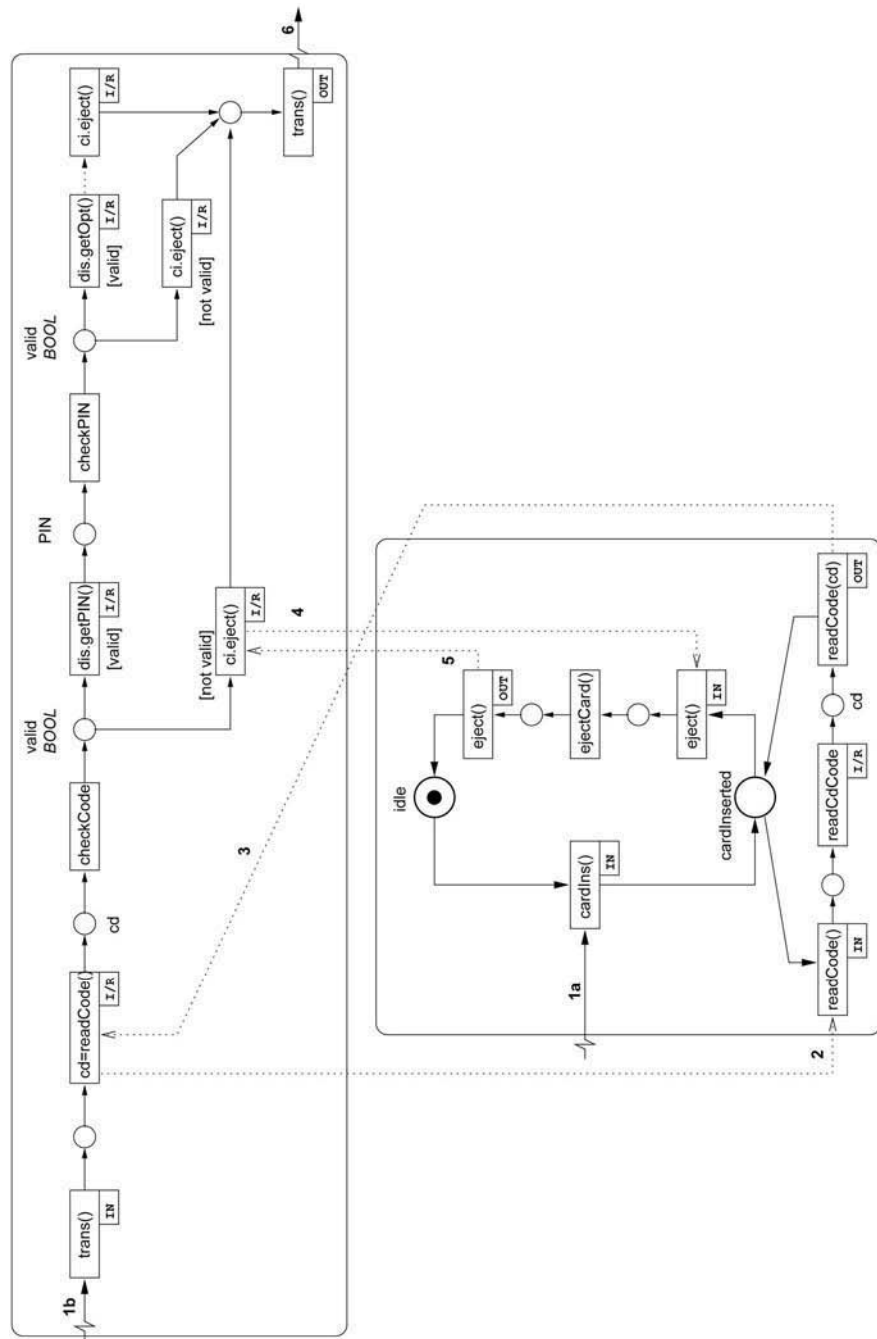 1b
trans()
IN
cd=readCode()
I/R
cd
checkCode
valid
BOOL
dis.getPIN()
I/R
[valid]
PIN
checkPIN
valid
BOOL
dis.getOpt()
I/R
[valid]
ci.eject()
I/R
[not valid]
ci.eject()
I/R
[not valid]
ci.eject()
I/R
trans()
OUT
6
3
4
5
2
1a
cardIns()
IN
idle
eject()
OUT
ejectCard()
eject()
IN
cardInserted
readCode()
IN
readCdCode
I/R
cd
readCode(cd)
OUT